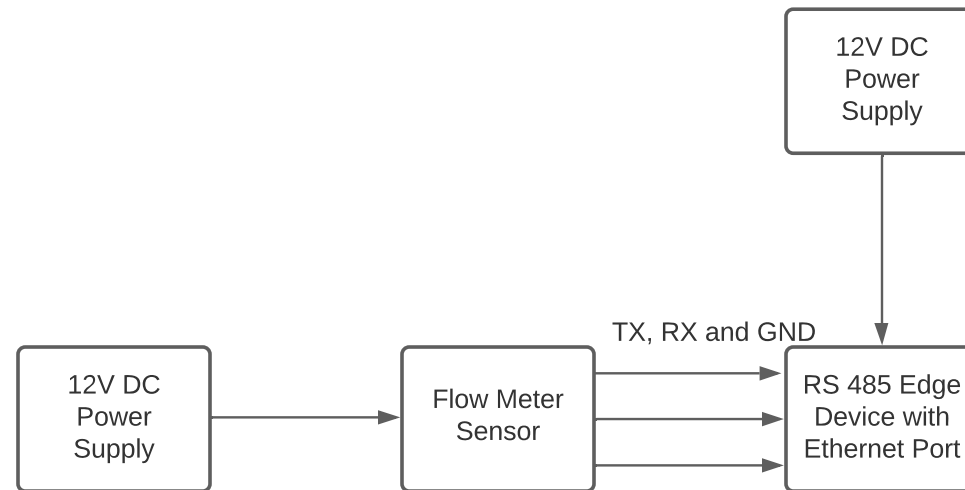 12V DC
Power
Supply
TX, RX and GND
12V DC
Power
Supply
Flow Meter
Sensor
RS 485 Edge
Device with
Ethernet Port